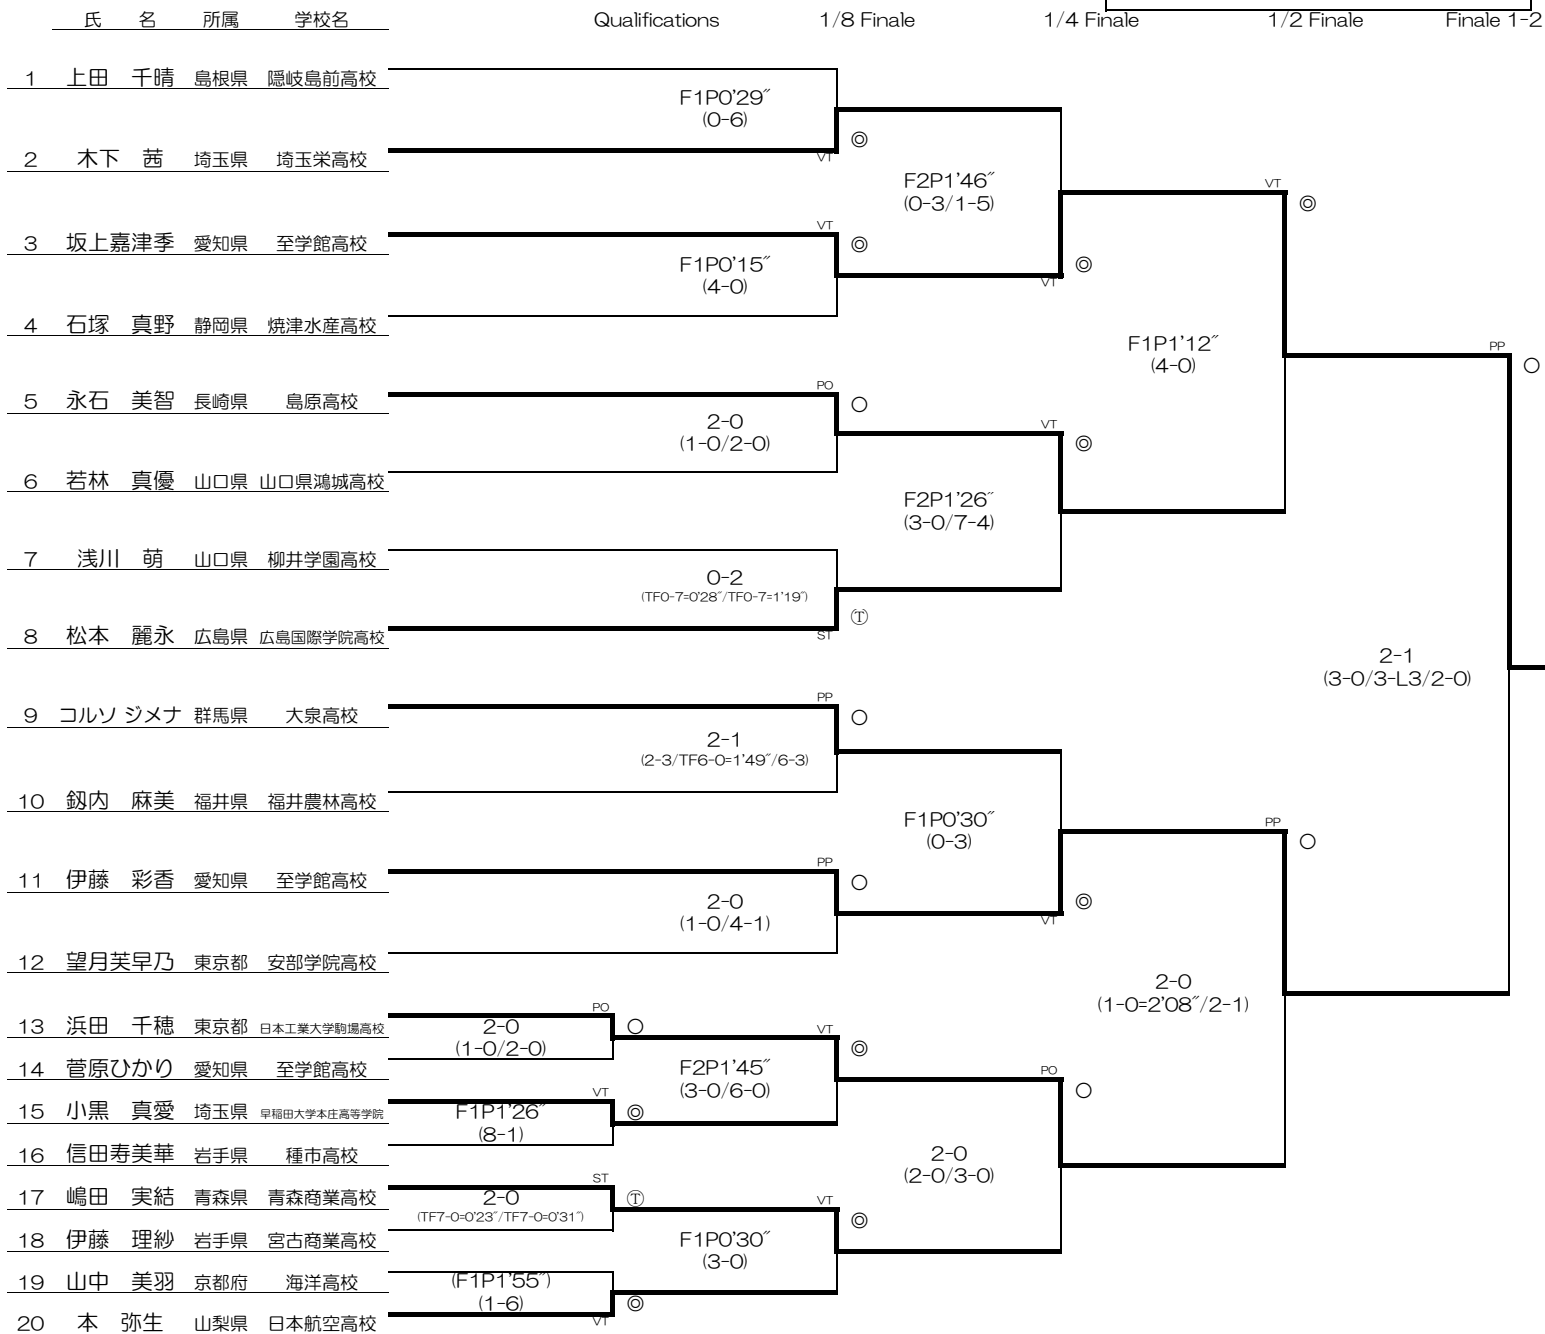 氏　名　所属　学校名　Qualifications　1/8 Finale　1/4 Finale　1/2 Finale　Finale 1-2
1　上田　千晴　島根県　隠岐島前高校
F1P0'29″
(0-6)
◎
2　木下　茜　埼玉県　埼玉栄高校
VT
F2P1'46″
(0-3/1-5)
VT
◎
3　坂上嘉津季　愛知県　至学館高校
VT
◎
F1P0'15″
(4-0)
◎
VT
4　石塚　真野　静岡県　焼津水産高校
F1P1'12″
(4-0)
PP
○
5　永石　美智　長崎県　島原高校
PO
○
2-0
(1-0/2-0)
VT
◎
6　若林　真優　山口県　山口県鴻城高校
F2P1'26″
(3-0/7-4)
7　浅川　萌　山口県　柳井学園高校
0-2
(TF0-7=0'28″/TF0-7=1'19″)
Ⓣ
8　松本　麗永　広島県　広島国際学院高校
ST
2-1
(3-0/3-L3/2-0)
9　コルソ ジメナ　群馬県　大泉高校
PP
○
2-1
(2-3/TF6-0=1'49″/6-3)
10　釼内　麻美　福井県　福井農林高校
F1P0'30″
(0-3)
PP
○
11　伊藤　彩香　愛知県　至学館高校
PP
○
2-0
(1-0/4-1)
◎
VT
12　望月芙早乃　東京都　安部学院高校
2-0
(1-0=2'08″/2-1)
13　浜田　千穂　東京都　日本工業大学駒場高校
PO
○
2-0
(1-0/2-0)
VT
◎
14　菅原ひかり　愛知県　至学館高校
F2P1'45″
(3-0/6-0)
PO
○
15　小黒　真愛　埼玉県　早稲田大学本庄高等学院
VT
◎
F1P1'26″
(8-1)
16　信田寿美華　岩手県　種市高校
2-0
(2-0/3-0)
17　嶋田　実結　青森県　青森商業高校
ST
Ⓣ
2-0
(TF7-0=0'23″/TF7-0=0'31″)
VT
◎
18　伊藤　理紗　岩手県　宮古商業高校
F1P0'30″
(3-0)
19　山中　美羽　京都府　海洋高校
(F1P1'55″)
(1-6)
◎
20　本　弥生　山梨県　日本航空高校
VT